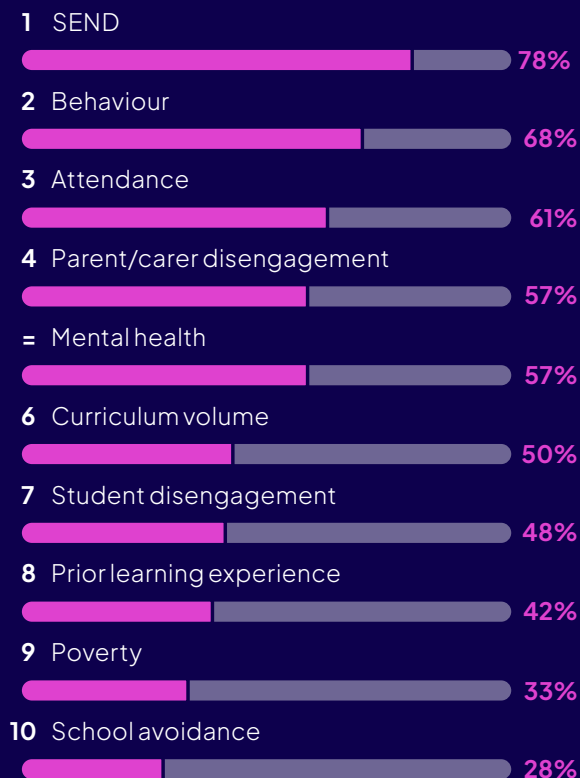 1 SEND
78%
2 Behaviour
68%
3 Attendance
61%
4 Parent/carer disengagement
57%
= Mental health
57%
6 Curriculum volume
50%
7 Student disengagement
48%
8 Prior learning experience
42%
9 Poverty
33%
10 School avoidance
28%